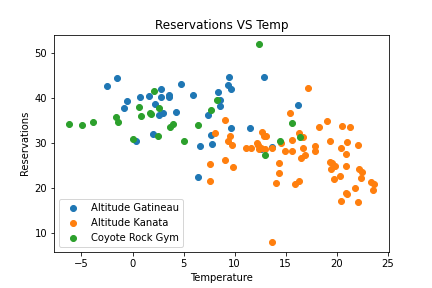 Reservations VS Temp
50
40
30
20
10
Reservations
Altitude Gatineau
Altitude Kanata
Coyote Rock Gym
−5
0
5
10
15
20
25
Temperature